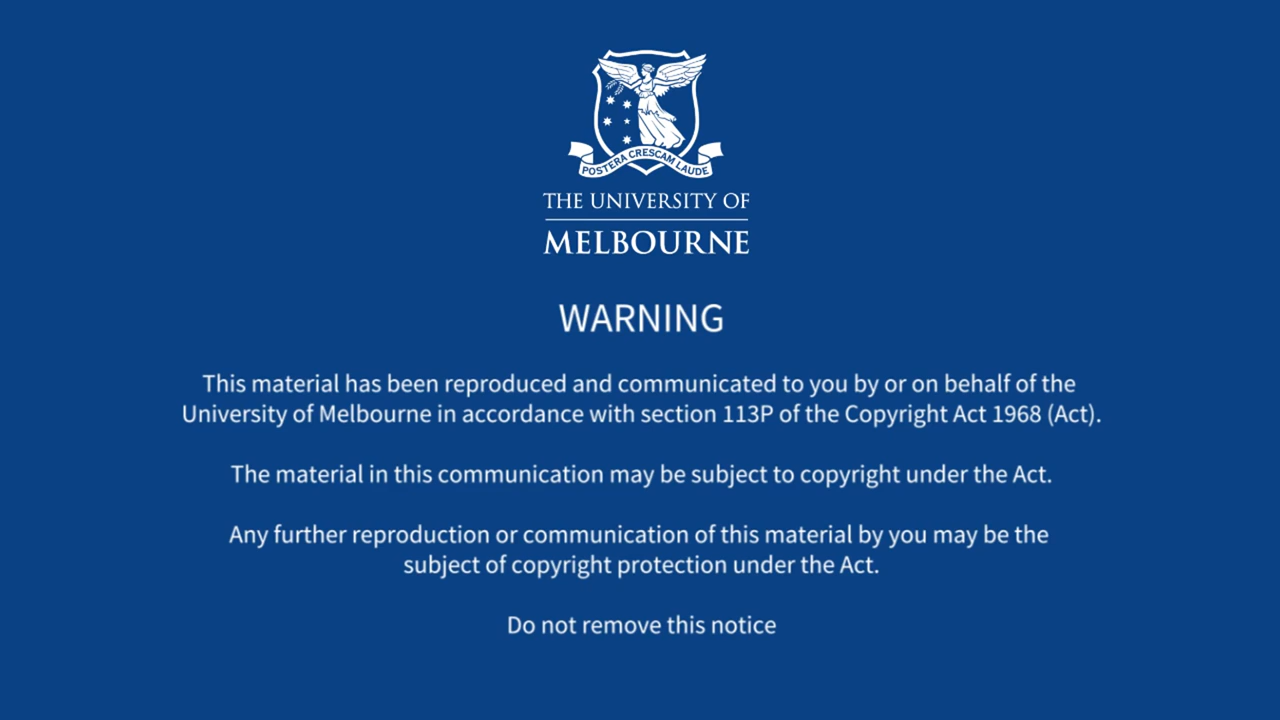 POSTERA CRESCAM LAUDE
THE UNIVERSITY OF
MELBOURNE
WARNING
This material has been reproduced and communicated to you by or on behalf of the
University of Melbourne in accordance with section 113P of the Copyright Act 1968 (Act).
The material in this communication may be subject to copyright under the Act.
Any further reproduction or communication of this material by you may be the
subject of copyright protection under the Act.
Do not remove this notice